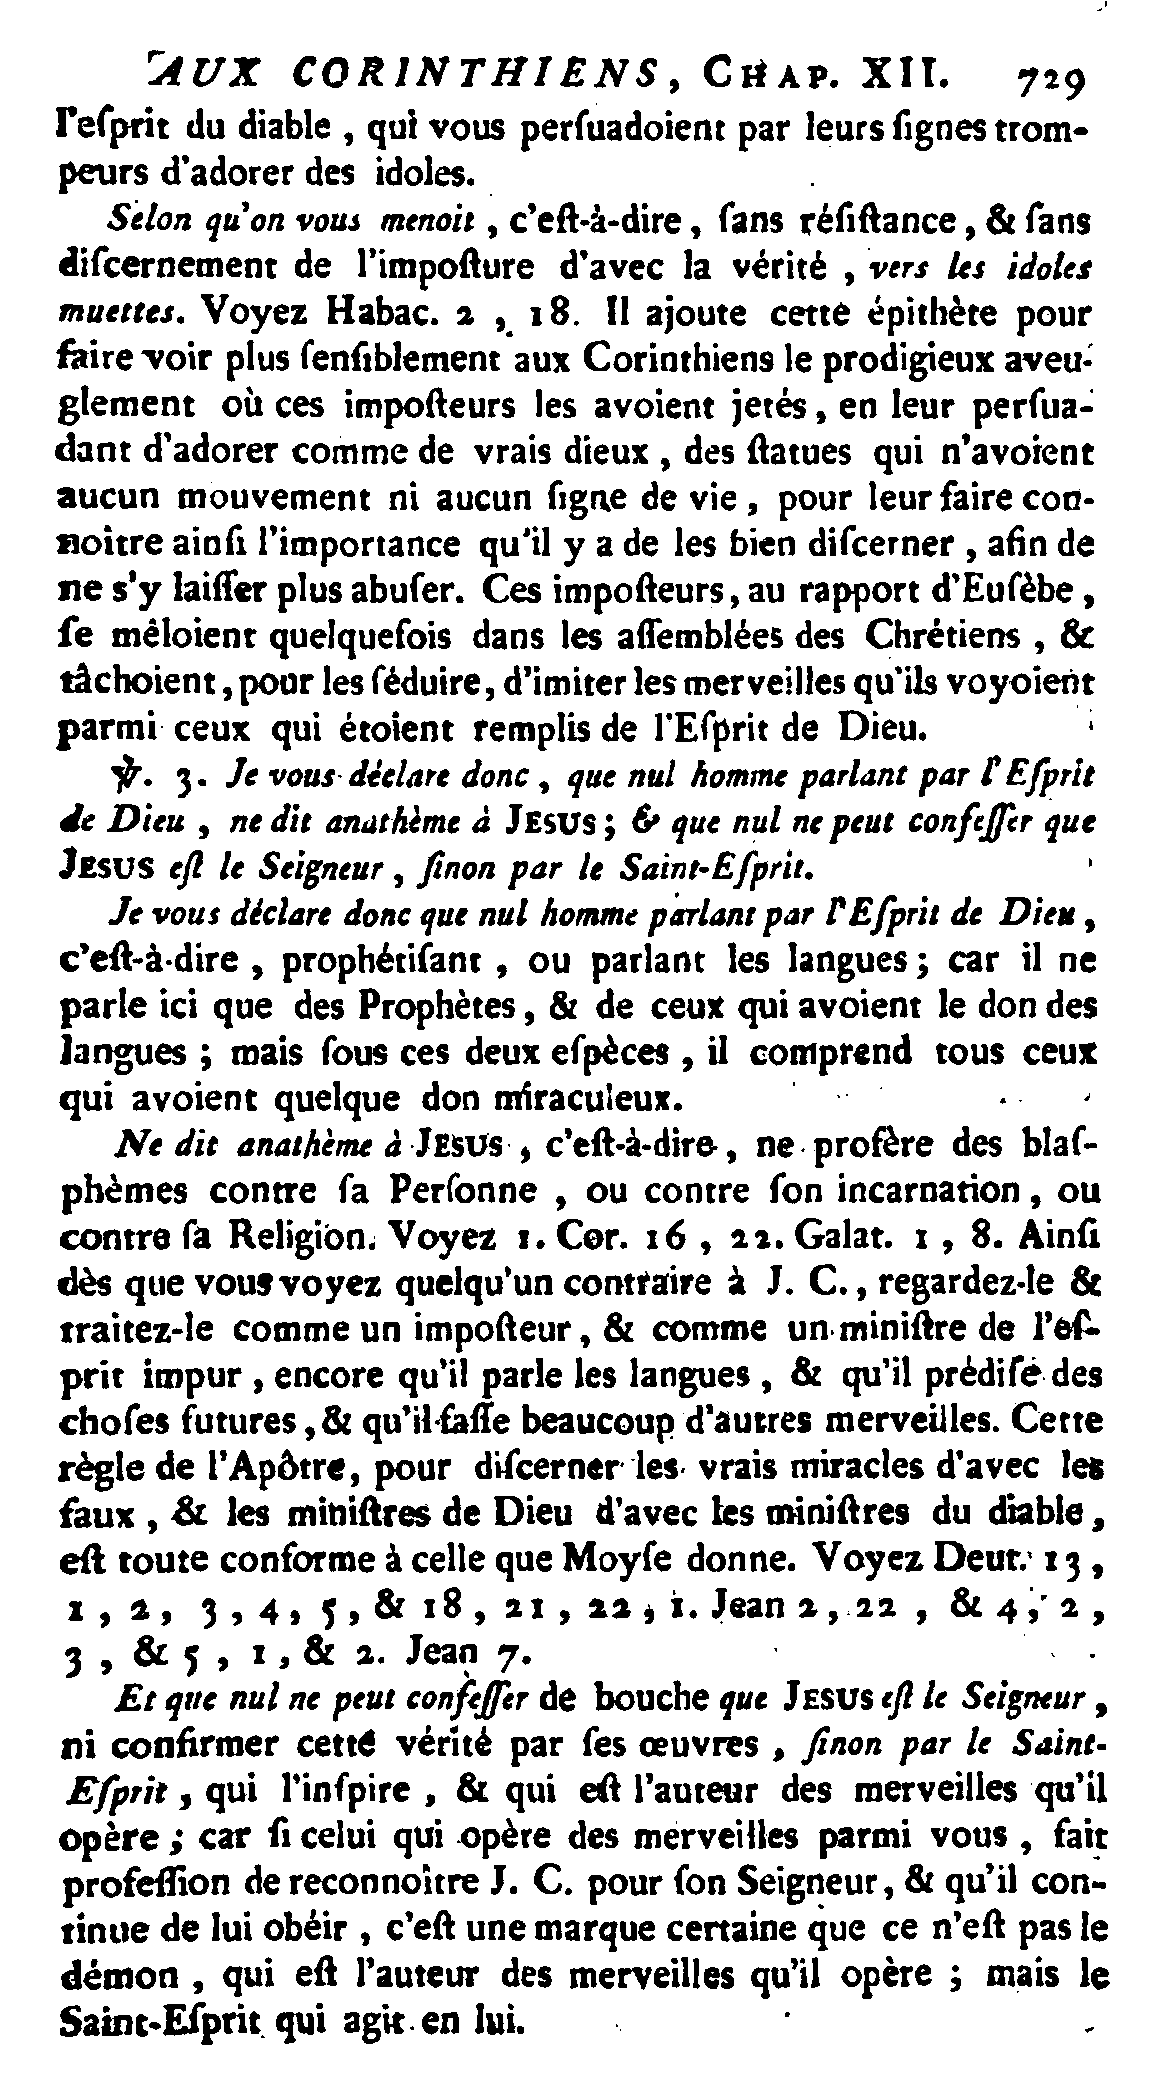 AUX CORINTHIENS, CHAP. XII. 729
l'eſprit du diable, qui vous perſuadoient par leurs ſignes trom-
peurs d'adorer des idoles.
Selon qu'on vous menoit, c'eſt-à-dire, ſans réſiſtance, & ſans
diſcernement de l'impoſture d'avec la vérité, vers les idoles
muettes. Voyez Habac. 2, 18. Il ajoute cette épithète pour
faire voir plus ſenſiblement aux Corinthiens le prodigieux aveu-
glement où ces impoſteurs les avoient jetés, en leur perſua-
dant d'adorer comme de vrais dieux, des ſtatues qui n'avoient
aucun mouvement ni aucun ſigne de vie, pour leur faire con-
noître ainſi l'importance qu'il y a de les bien diſcerner, afin de
ne s'y laiſſer plus abuſer. Ces impoſteurs, au rapport d'Euſèbe,
ſe mêloient quelquefois dans les aſſemblées des Chrétiens, &
tâchoient, pour les ſéduire, d'imiter les merveilles qu'ils voyoient
parmi ceux qui étoient remplis de l'Eſprit de Dieu.
℣. 3. Je vous déclare donc, que nul homme parlant par l'Eſprit
de Dieu, ne dit anathème à JESUS; & que nul ne peut confeſſer que
JESUS eſt le Seigneur, ſinon par le Saint-Eſprit.
Je vous déclare donc que nul homme parlant par l'Eſprit de Dieu,
c'eſt-à-dire, prophétiſant, ou parlant les langues; car il ne
parle ici que des Prophètes, & de ceux qui avoient le don des
langues; mais ſous ces deux eſpèces, il comprend tous ceux
qui avoient quelque don miraculeux.
Ne dit anathème à JESUS, c'eſt-à-dire, ne profère des blaſ-
phèmes contre ſa Perſonne, ou contre ſon incarnation, ou
contre ſa Religion. Voyez 1. Cor. 16, 22. Galat. 1, 8. Ainſi
dès que vous voyez quelqu'un contraire à J. C., regardez-le &
traitez-le comme un impoſteur, & comme un miniſtre de l'eſ-
prit impur, encore qu'il parle les langues, & qu'il prédiſe des
choſes futures, & qu'il faſſe beaucoup d'autres merveilles. Cette
règle de l'Apôtre, pour diſcerner les vrais miracles d'avec les
faux, & les miniſtres de Dieu d'avec les miniſtres du diable,
eſt toute conforme à celle que Moyſe donne. Voyez Deut. 13,
1, 2, 3, 4, 5, & 18, 21, 22, 1. Jean 2, 22, & 4, 2,
3, & 5, 1, & 2. Jean 7.
Et que nul ne peut confeſſer de bouche que JESUS eſt le Seigneur,
ni confirmer cette vérité par ſes œuvres, ſinon par le Saint-
Eſprit, qui l'inſpire, & qui eſt l'auteur des merveilles qu'il
opère; car ſi celui qui opère des merveilles parmi vous, fait
profeſſion de reconnoître J. C. pour ſon Seigneur, & qu'il con-
tinue de lui obéir, c'eſt une marque certaine que ce n'eſt pas le
démon, qui eſt l'auteur des merveilles qu'il opère; mais le
Saint-Eſprit qui agit en lui.